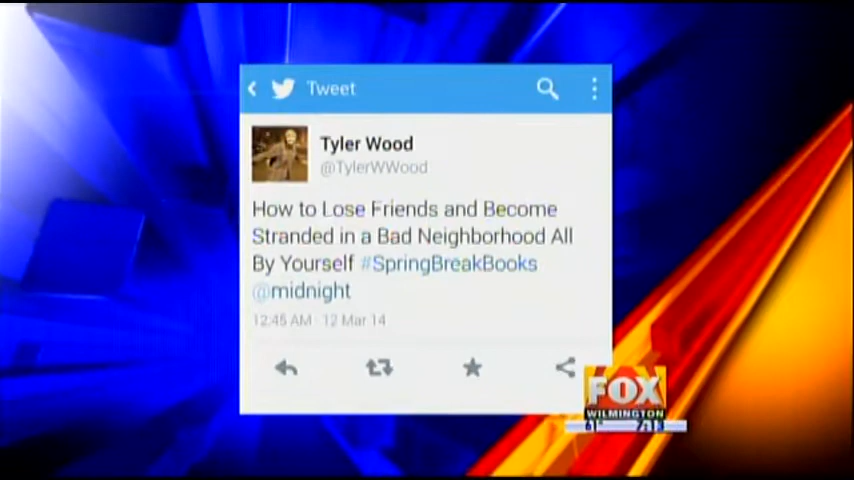 Tweet
Tyler Wood
@TylerWWood
How to Lose Friends and Become
Stranded in a Bad Neighborhood All
By Yourself #SpringBreakBooks
@midnight
12:45 AM · 12 Mar 14
FOX
WILMINGTON
61°